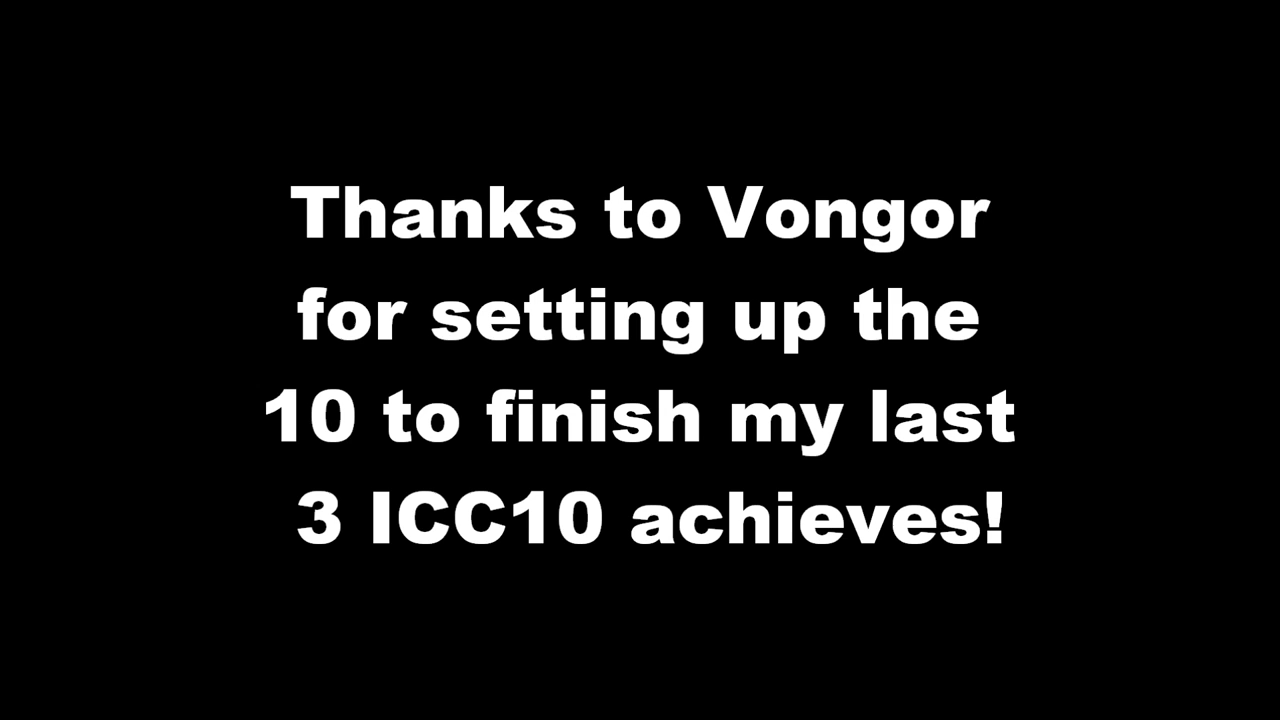 Thanks to Vongor
for setting up the
10 to finish my last
3 ICC10 achieves!